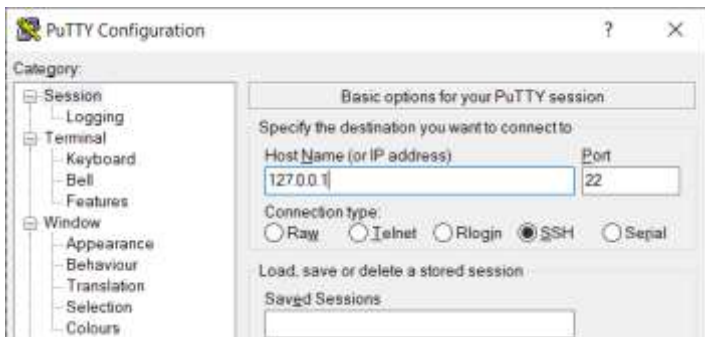 PuTTY Configuration ? ×
Category:
Session
Logging
Terminal
Keyboard
Bell
Features
Window
Appearance
Behaviour
Translation
Selection
Colours
Basic options for your PuTTY session
Specify the destination you want to connect to
Host Name (or IP address) Port
127.0.0.1 22
Connection type:
Raw Telnet Rlogin SSH Serial
Load, save or delete a stored session
Saved Sessions